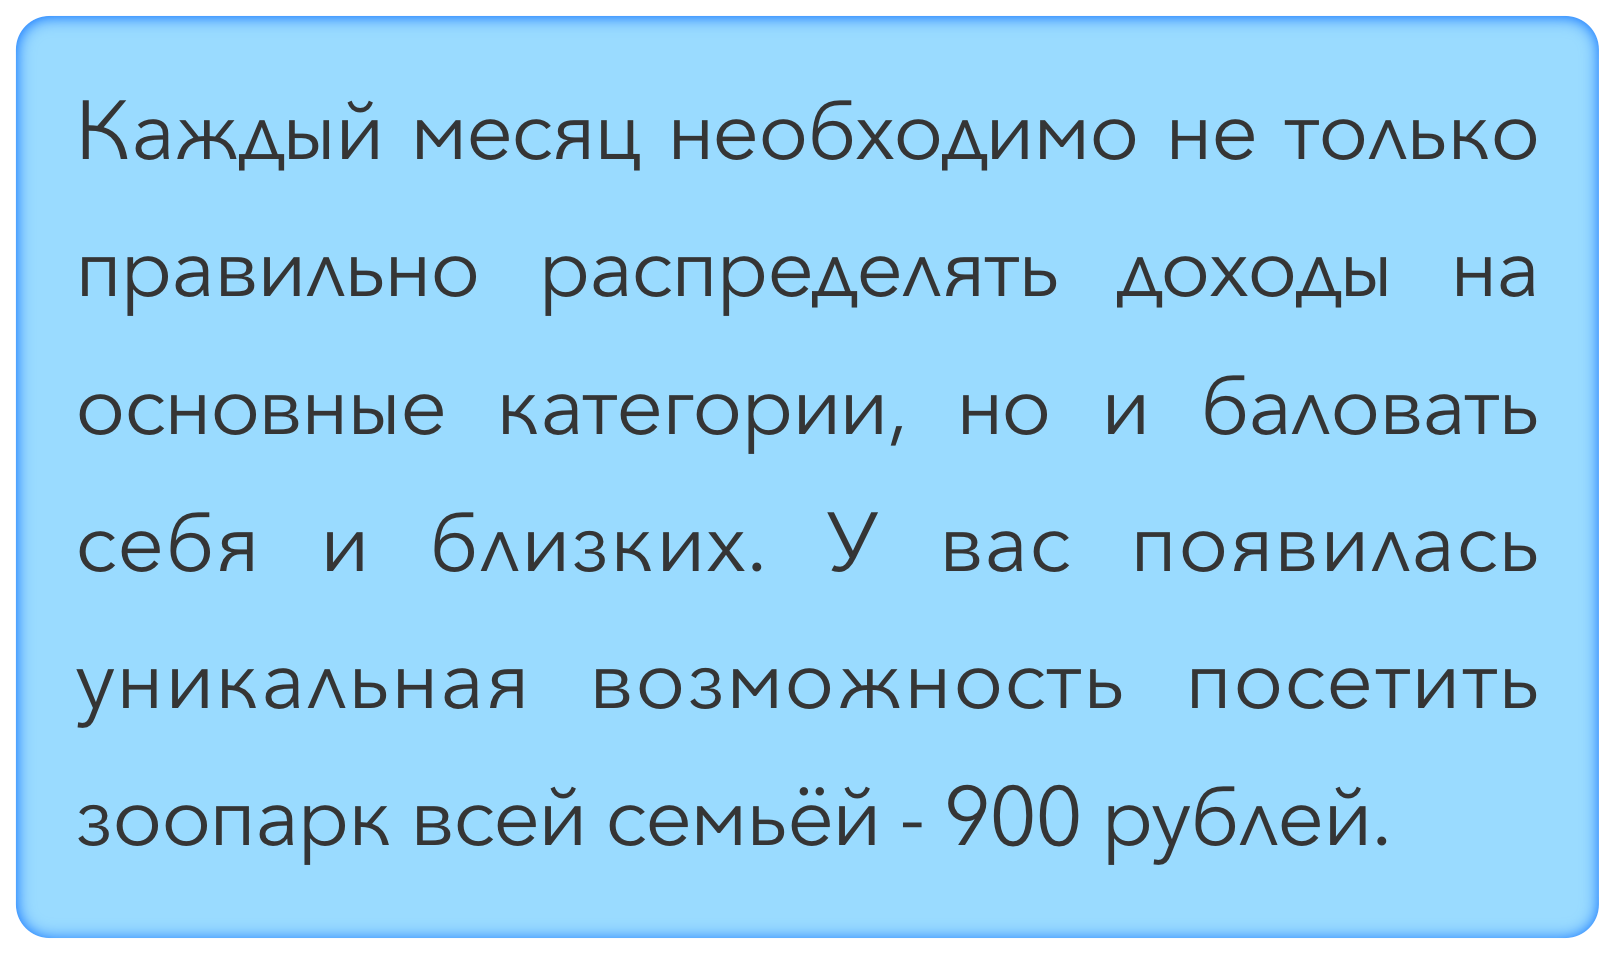 Каждый месяц необходимо не только
правильно распределять доходы на
основные категории, но и баловать
себя и близких. У вас появилась
уникальная возможность посетить
зоопарк всей семьёй - 900 рублей.